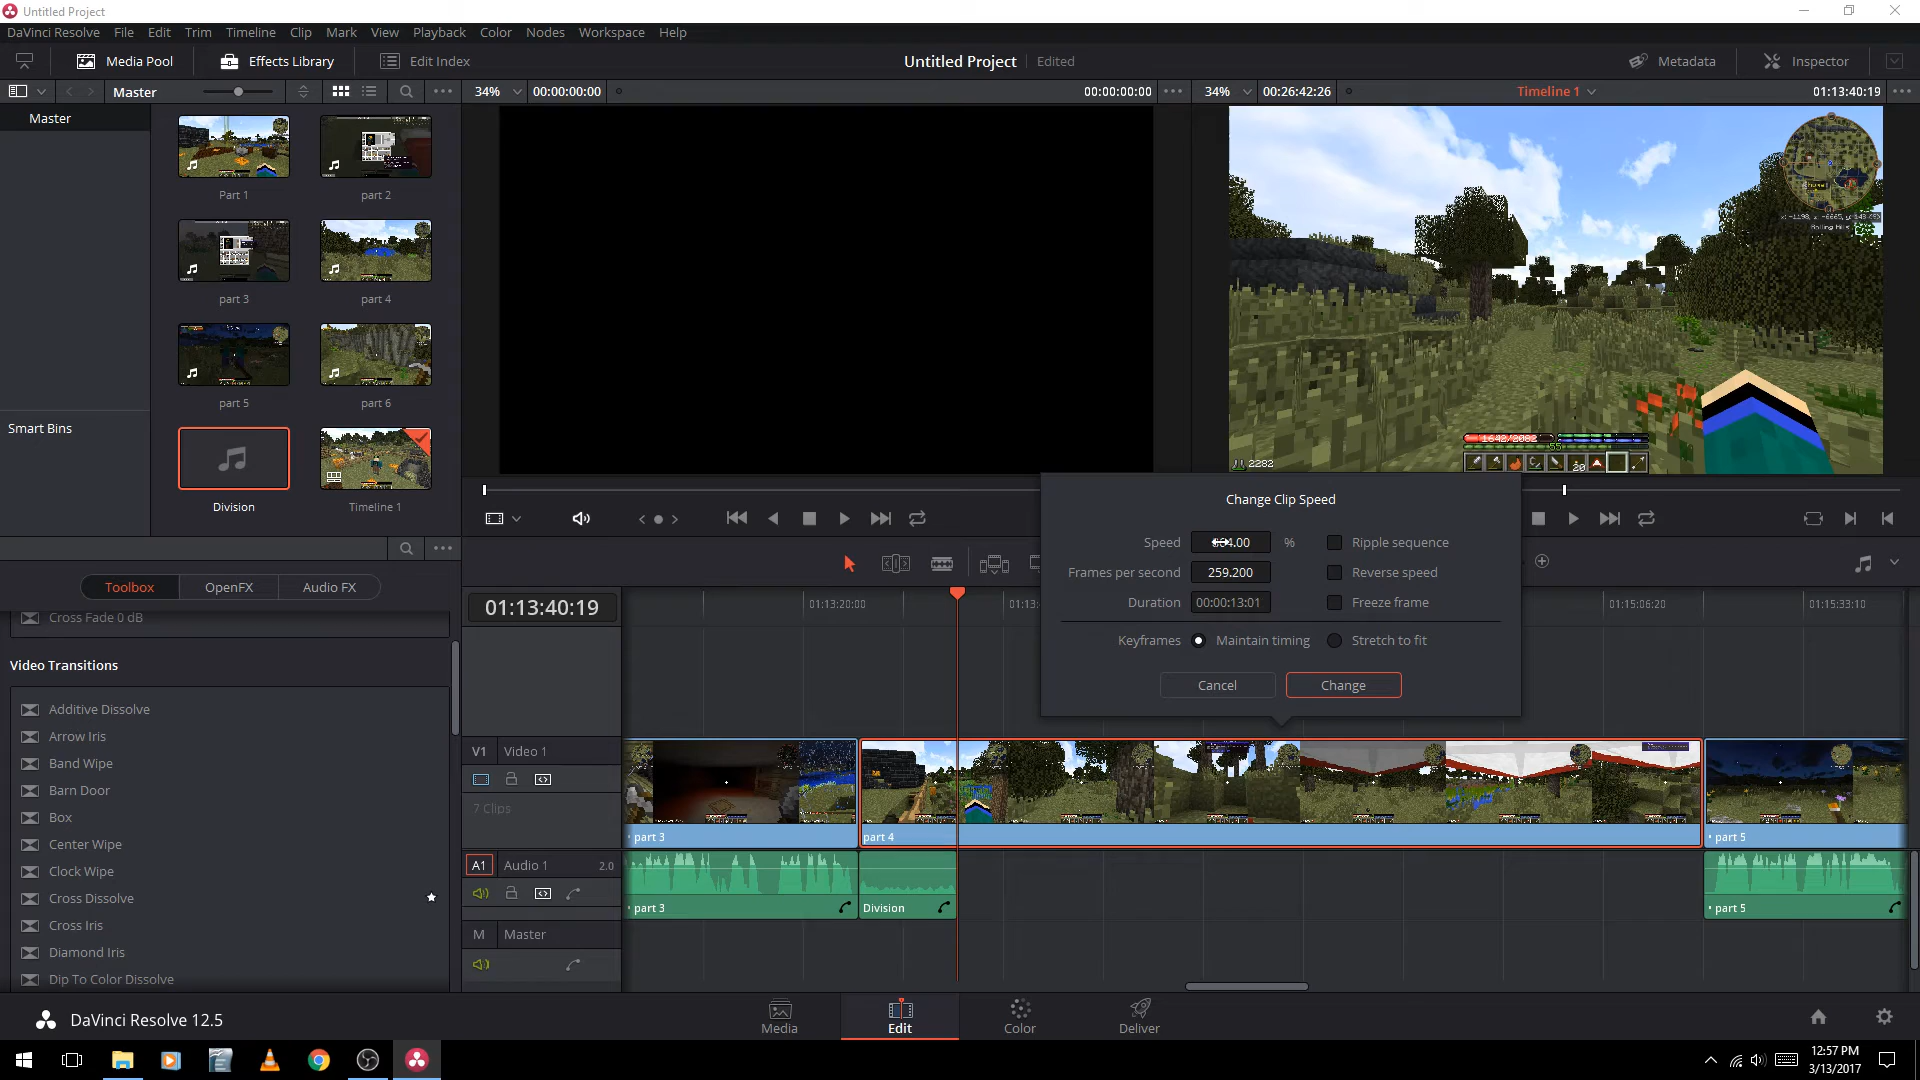 Untitled Project
DaVinci Resolve File Edit Trim Timeline Clip Mark View Playback Color Nodes Workspace Help
Media Pool Effects Library Edit Index Untitled Project Edited Metadata Inspector
Master 34% 00:00:00:00 00:00:00:00 34% 00:26:42:26 Timeline 1 01:13:40:19
Master
Part 1 part 2
part 3 part 4
part 5 part 6
Smart Bins
Division Timeline 1
1642/2082
2282
20
Change Clip Speed
Speed % Ripple sequence
Frames per second 259.200 Reverse speed
Duration 00:00:13:01 Freeze frame
Keyframes Maintain timing Stretch to fit
Cancel Change
Toolbox OpenFX Audio FX
Cross Fade 0 dB
Video Transitions
Additive Dissolve
Arrow Iris
Band Wipe
Barn Door
Box
Center Wipe
Clock Wipe
Cross Dissolve
Cross Iris
Diamond Iris
Dip To Color Dissolve
01:13:40:19 01:13:20:00 01:15:06:20 01:15:33:10
V1 Video 1
7 Clips
part 3 part 4 part 5
A1 Audio 1 2.0
part 3 Division part 5
M Master
DaVinci Resolve 12.5
Media Edit Color Deliver
12:57 PM
3/13/2017